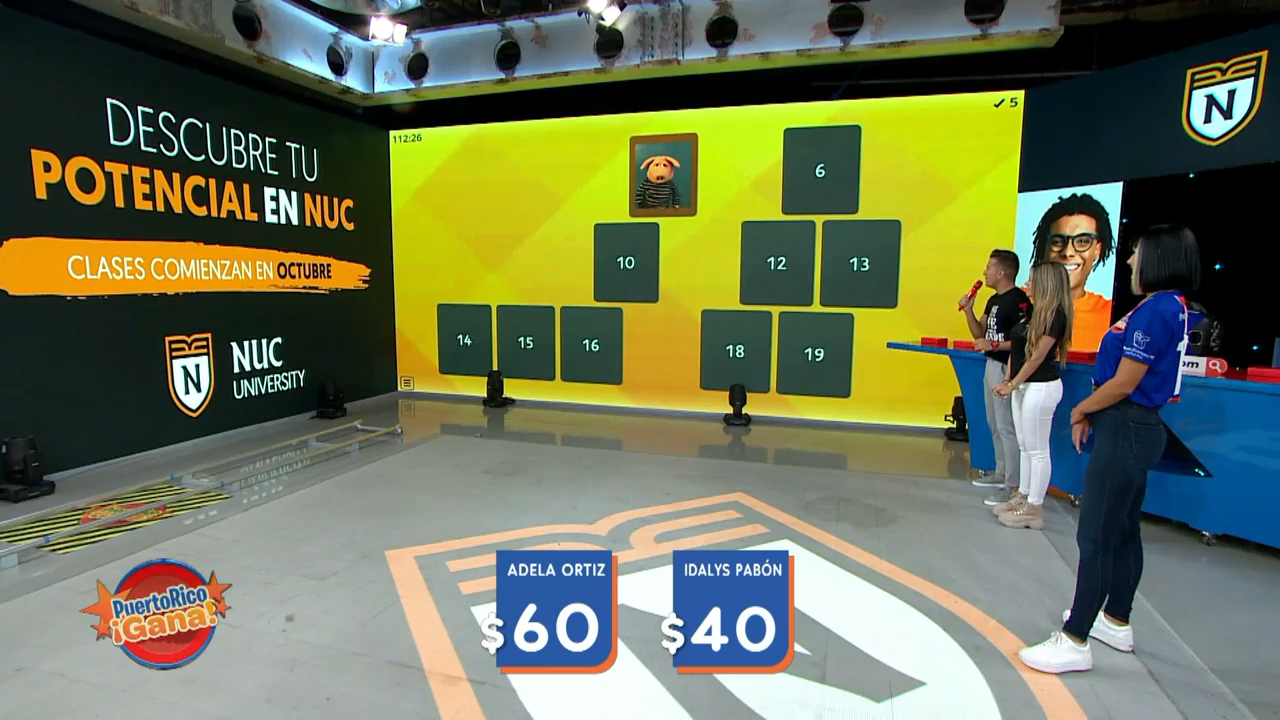 DESCUBRE TU
POTENCIAL EN NUC
CLASES COMIENZAN EN OCTUBRE
N
NUC
UNIVERSITY
112:26
✓ 5
6
10
12
13
14
15
16
18
19
N
om
PuertoRico
¡Gana!
ADELA ORTIZ
$60
IDALYS PABÓN
$40